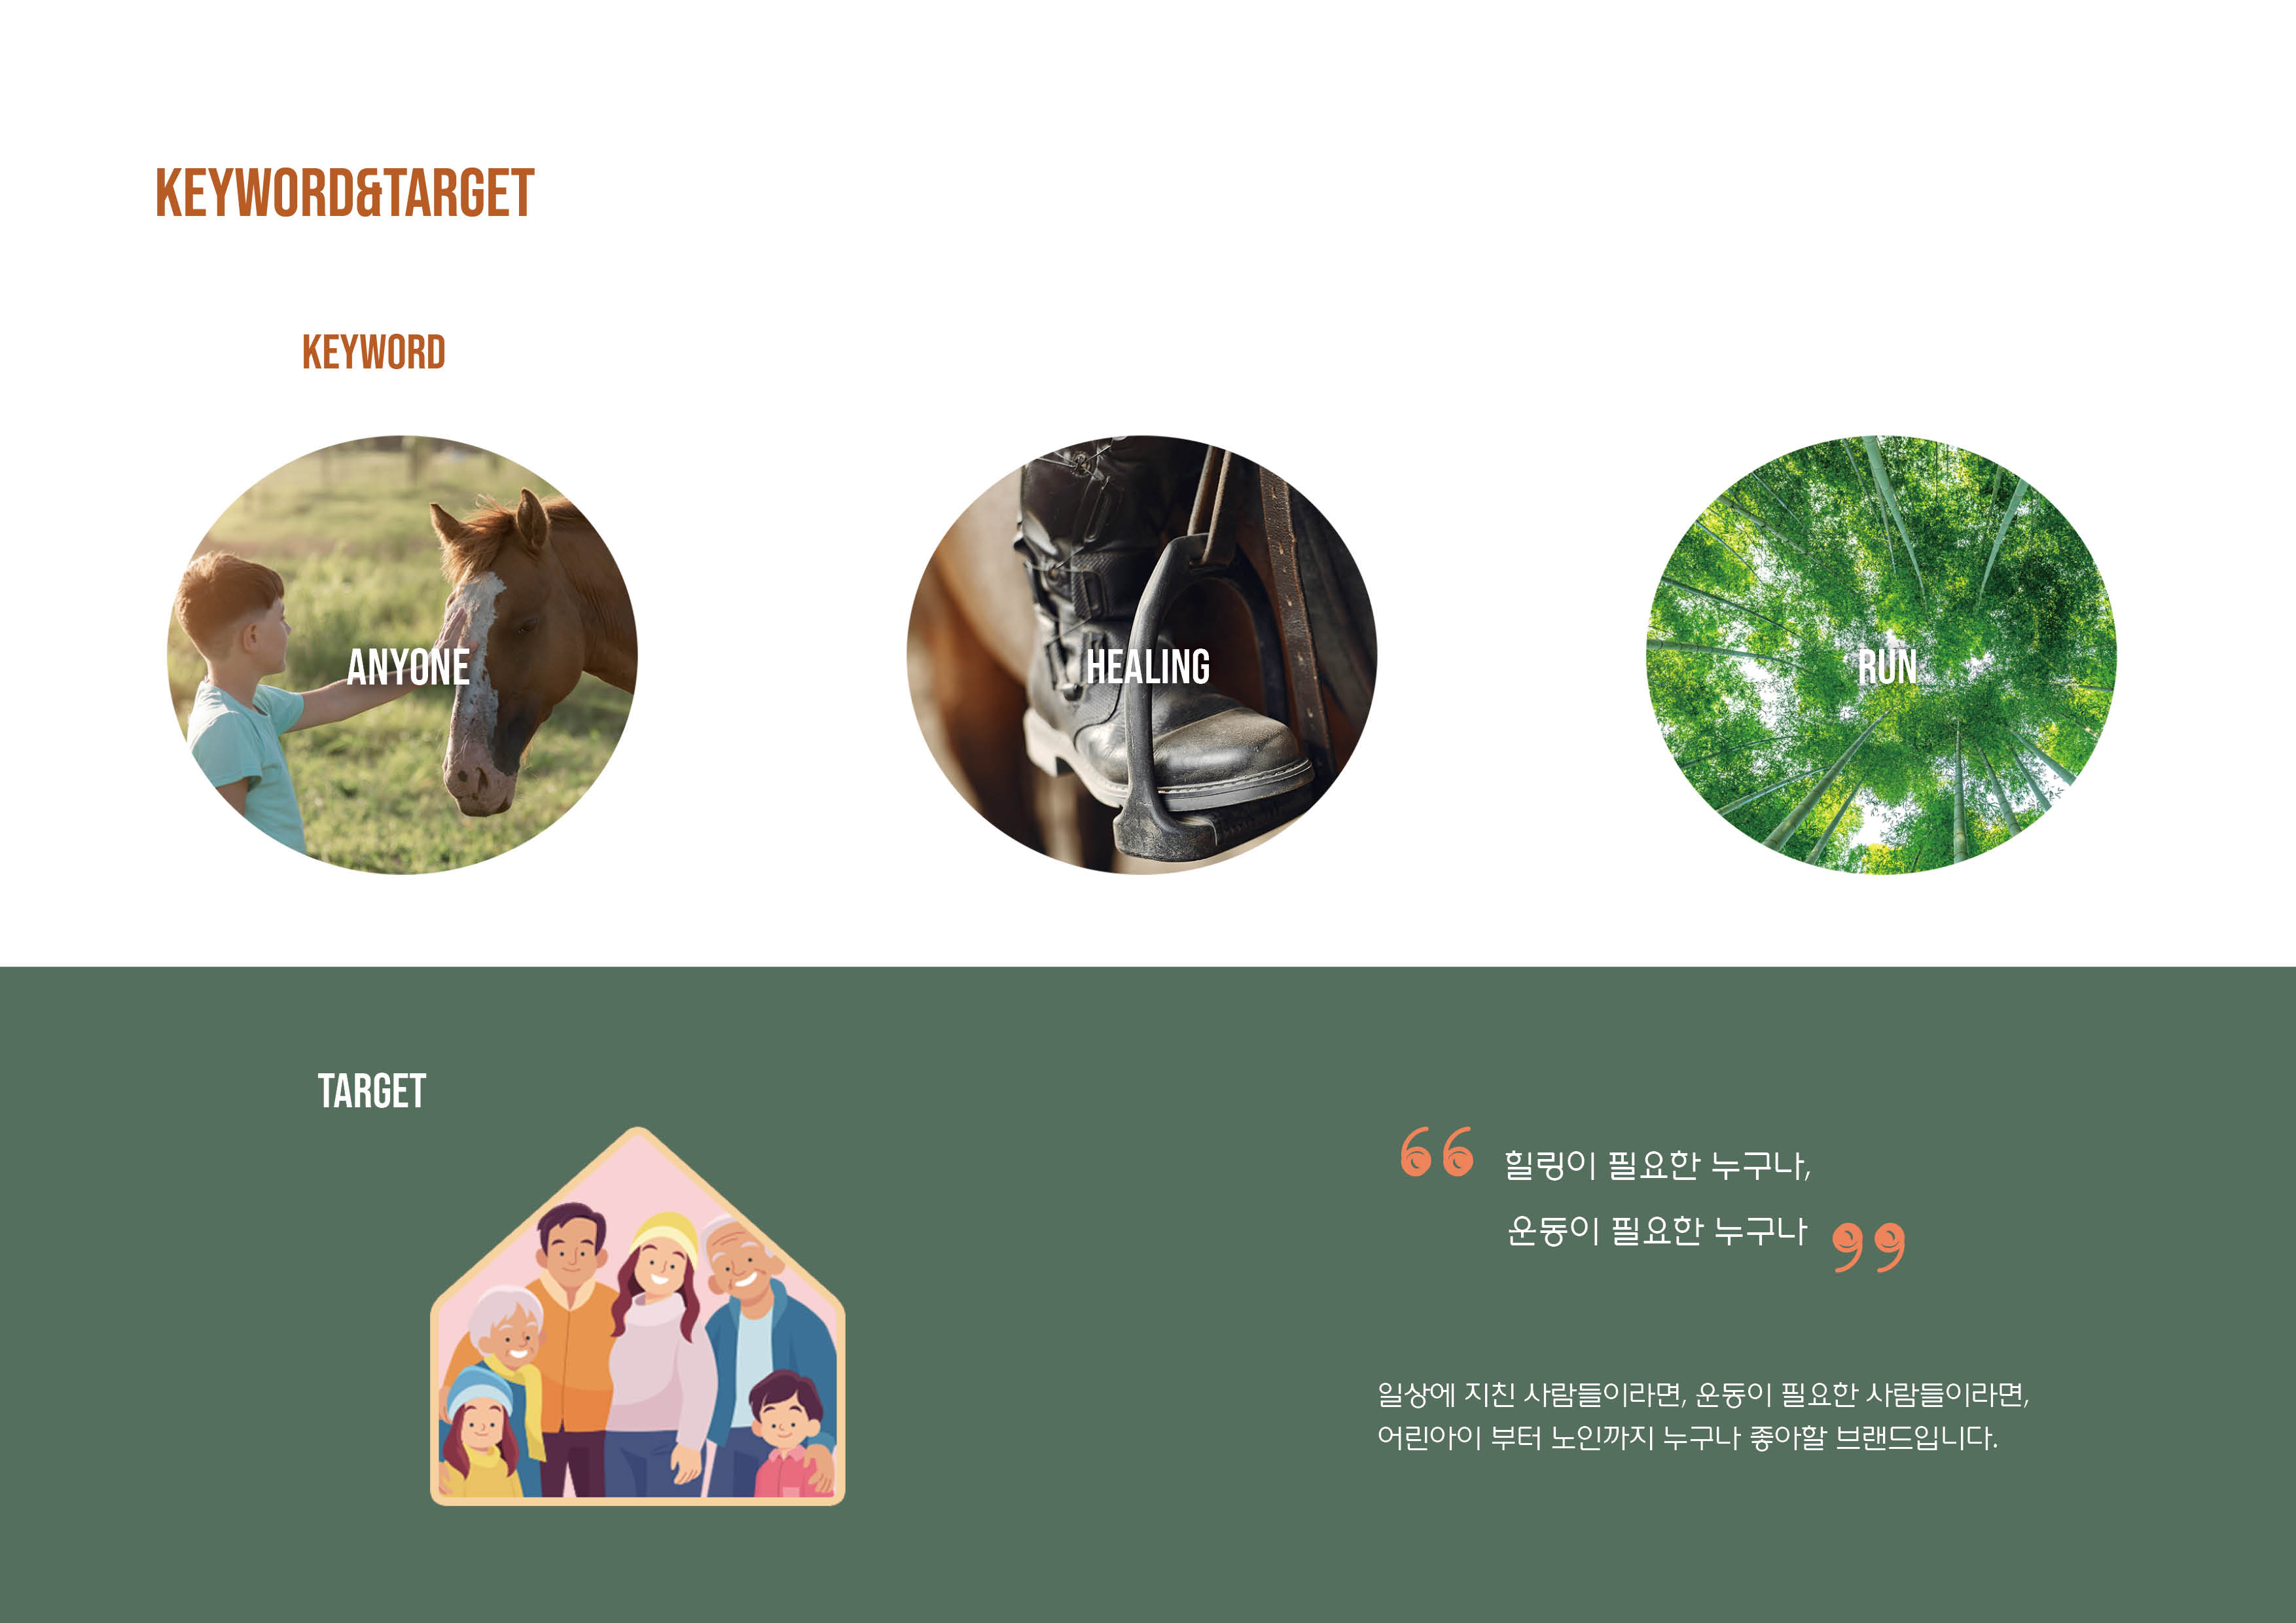 KEYWORD&TARGET
KEYWORD
ANYONE
HEALING
RUN
TARGET
힐링이 필요한 누구나,
운동이 필요한 누구나
일상에 지친 사람들이라면, 운동이 필요한 사람들이라면,
어린아이 부터 노인까지 누구나 좋아할 브랜드입니다.